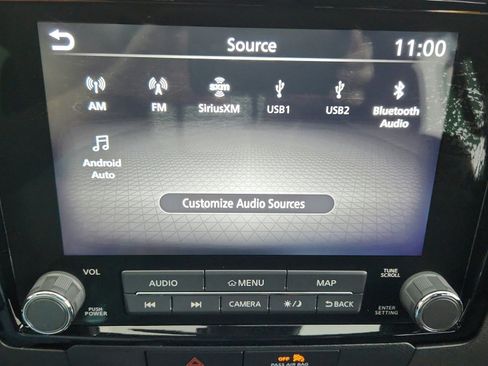 Source
11:00
AM
FM
sxm
SiriusXM
USB1
USB2
Bluetooth
Audio
Android
Auto
Customize Audio Sources
VOL
AUDIO
MENU
MAP
TUNE
SCROLL
PUSH
POWER
CAMERA
BACK
ENTER
SETTING
OFF
PASS AIR BAG